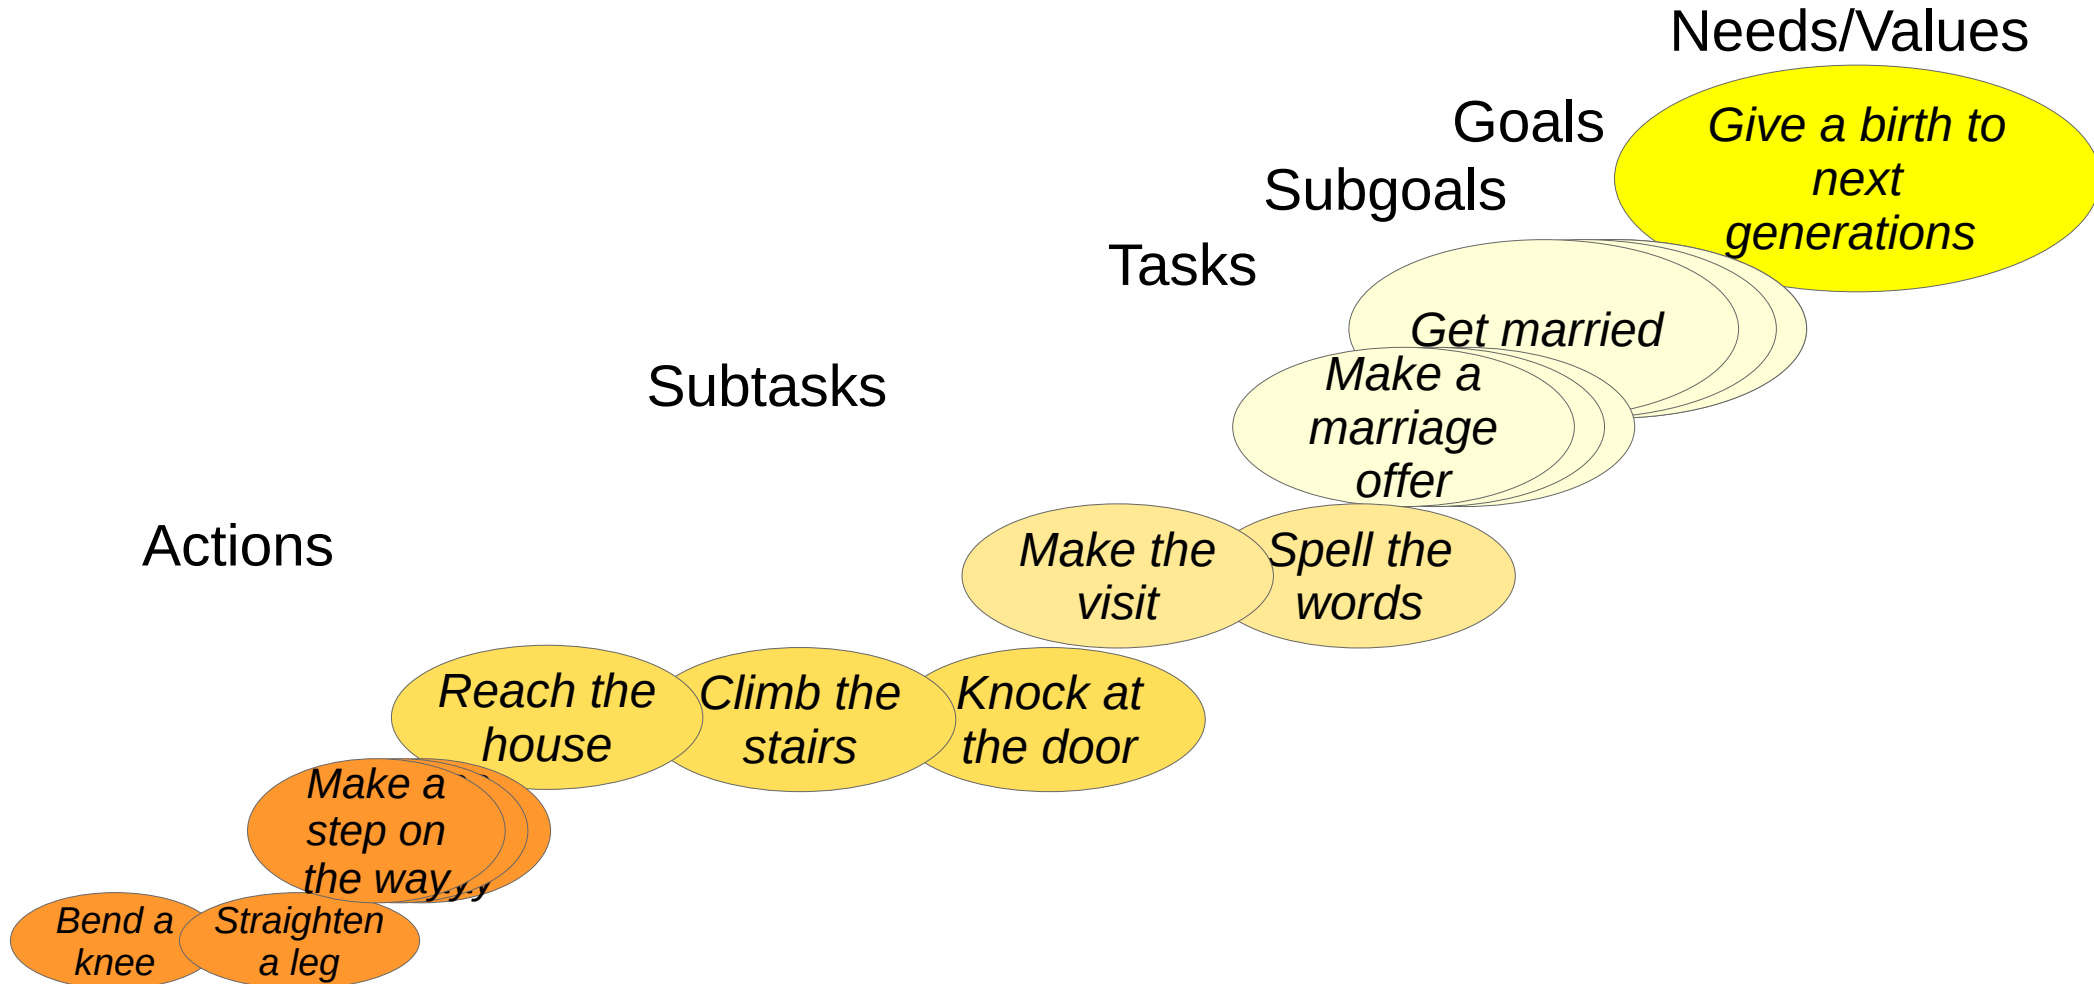 Needs/Values
Goals
Give a birth to
next
generations
Subgoals
Tasks
Get married
Subtasks
Make a
marriage
offer
Actions
Make the
visit
Spell the
words
Reach the
house
Climb the
stairs
Knock at
the door
Make a
step on
the way
Bend a
knee
Straighten
a leg